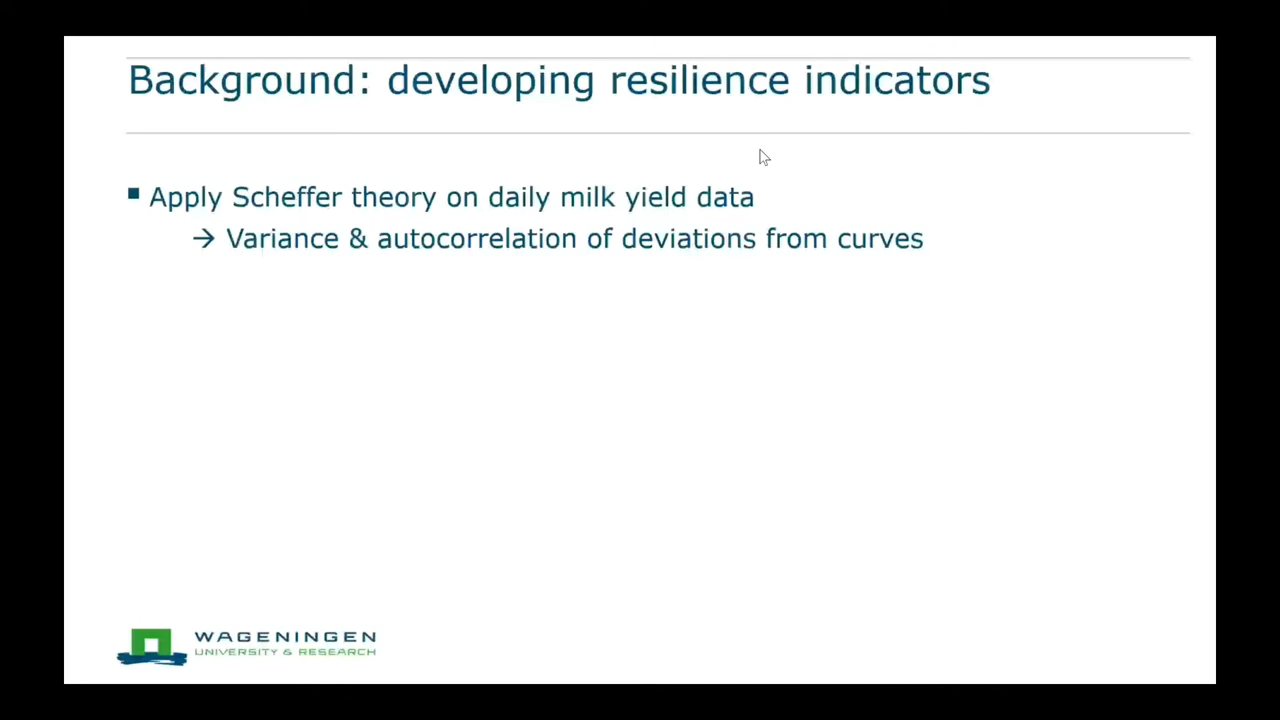 Background: developing resilience indicators
▪ Apply Scheffer theory on daily milk yield data
→ Variance & autocorrelation of deviations from curves
WAGENINGEN
UNIVERSITY & RESEARCH